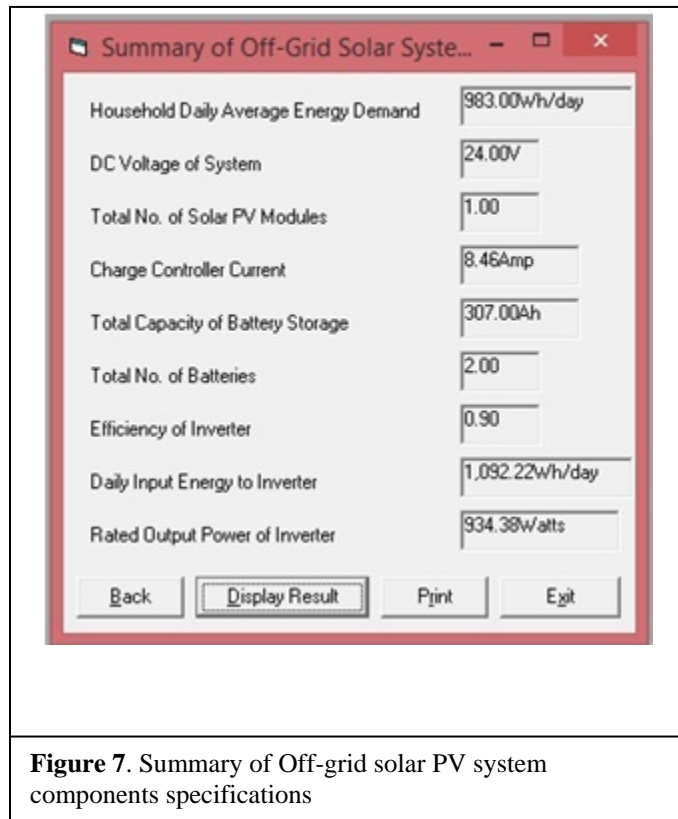 Summary of Off-Grid Solar Syste...
Household Daily Average Energy Demand 983.00Wh/day
DC Voltage of System 24.00V
Total No. of Solar PV Modules 1.00
Charge Controller Current 8.46Amp
Total Capacity of Battery Storage 307.00Ah
Total No. of Batteries 2.00
Efficiency of Inverter 0.90
Daily Input Energy to Inverter 1,092.22Wh/day
Rated Output Power of Inverter 934.38Watts
Back Display Result Print Exit
Figure 7. Summary of Off-grid solar PV system
components specifications